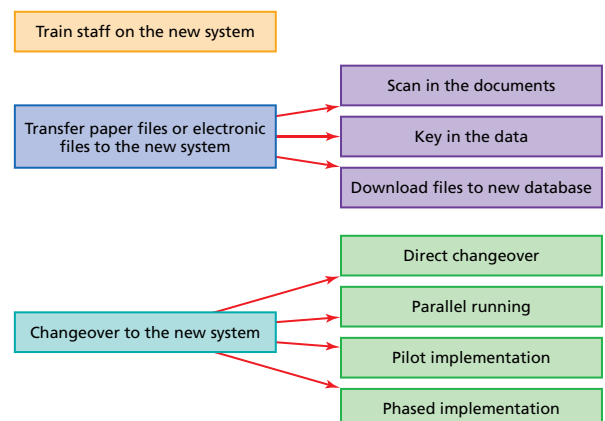 Train staff on the new system
Transfer paper files or electronic
files to the new system
Scan in the documents
Key in the data
Download files to new database
Changeover to the new system
Direct changeover
Parallel running
Pilot implementation
Phased implementation